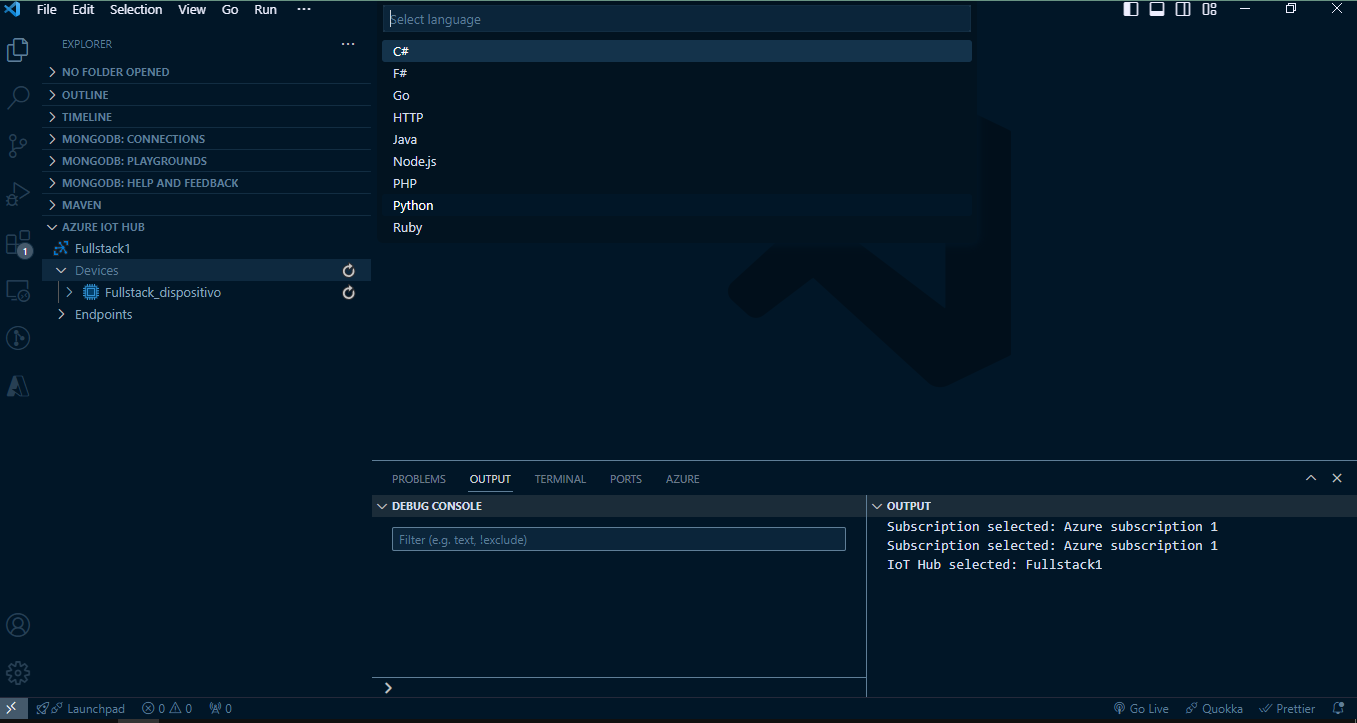 File Edit Selection View Go Run ···
Select language
C#
F#
Go
HTTP
Java
Node.js
PHP
Python
Ruby
EXPLORER
NO FOLDER OPENED
OUTLINE
TIMELINE
MONGODB: CONNECTIONS
MONGODB: PLAYGROUNDS
MONGODB: HELP AND FEEDBACK
MAVEN
AZURE IOT HUB
Fullstack1
Devices
Fullstack_dispositivo
Endpoints
1
PROBLEMS OUTPUT TERMINAL PORTS AZURE
DEBUG CONSOLE
Filter (e.g. text, !exclude)
OUTPUT
Subscription selected: Azure subscription 1
Subscription selected: Azure subscription 1
IoT Hub selected: Fullstack1
Launchpad 0 0 0 Go Live Quokka Prettier